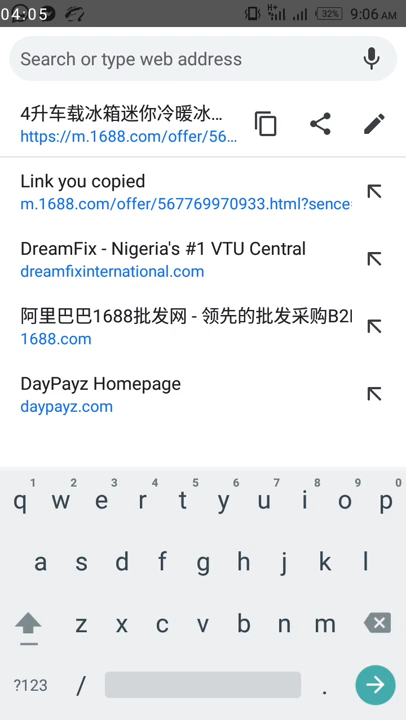 04:05
H+
32%
9:06 AM
Search or type web address
4升车载冰箱迷你冷暖冰...
https://m.1688.com/offer/56...
Link you copied
m.1688.com/offer/567769970933.html?sence
DreamFix - Nigeria's #1 VTU Central
dreamfixinternational.com
阿里巴巴1688批发网 - 领先的批发采购B2
1688.com
DayPayz Homepage
daypayz.com
1 2 3 4 5 6 7 8 9 0
q w e r t y u i o p
a s d f g h j k l
z x c v b n m
?123 / .